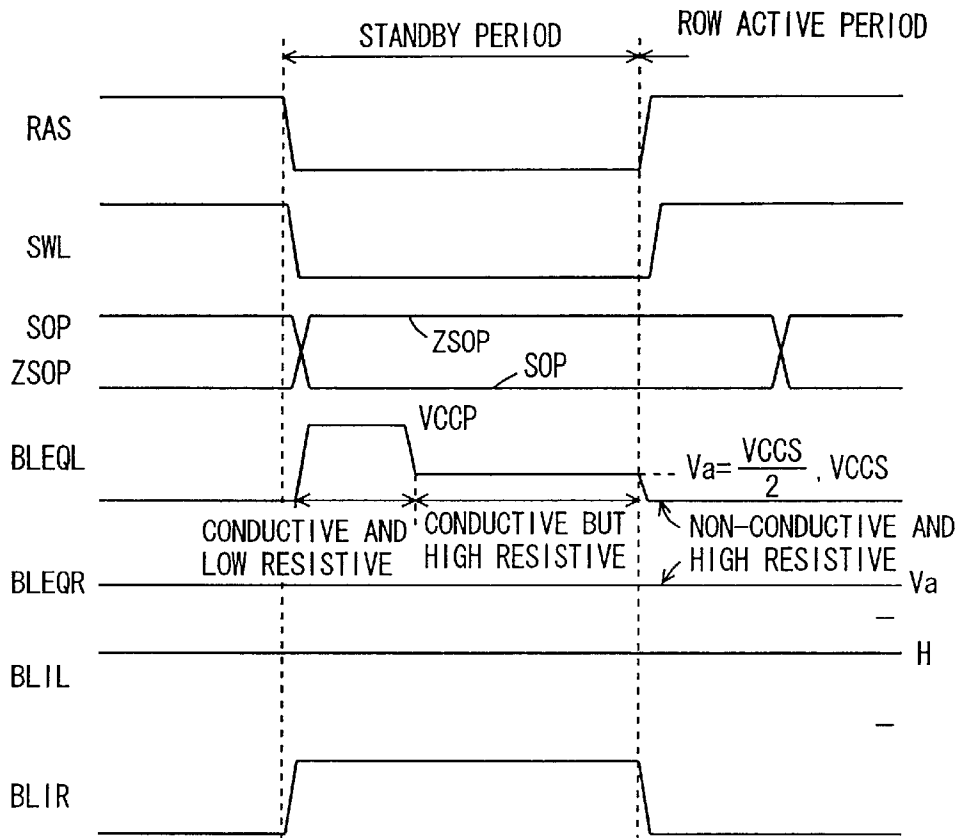 STANDBY PERIOD
ROW ACTIVE PERIOD
RAS
SWL
SOP
ZSOP
ZSOP
SOP
BLEQL
VCCP
Va=VCCS/2, VCCS
CONDUCTIVE AND
LOW RESISTIVE
CONDUCTIVE BUT
HIGH RESISTIVE
NON-CONDUCTIVE AND
HIGH RESISTIVE
BLEQR
Va
H
BLIL
BLIR